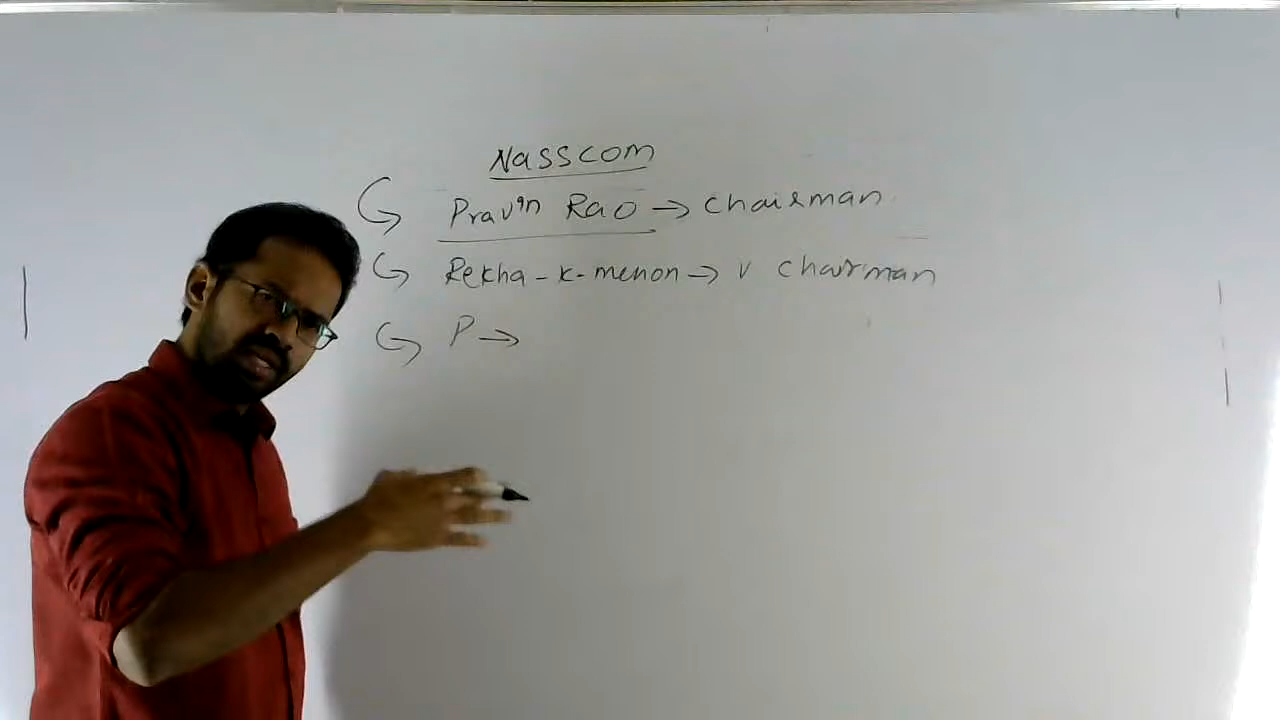 Nasscom
Pravin Rao → chairman
Rekha-k-menon → v chairman
P →